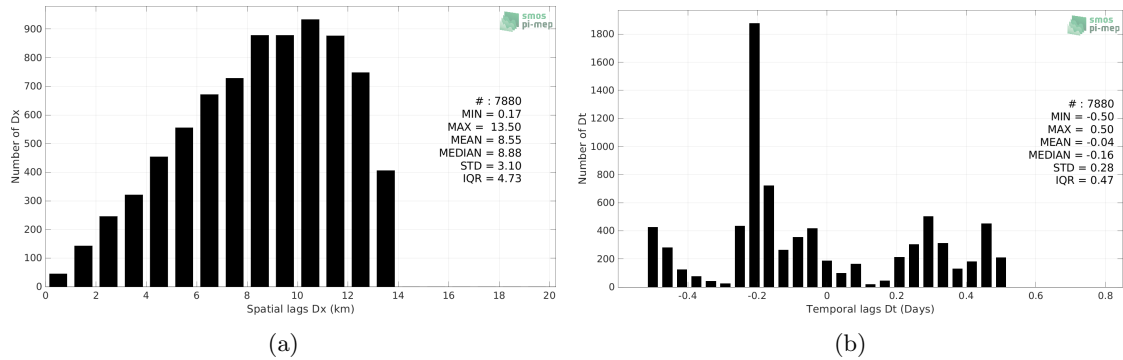 900
800
700
600
500
400
300
200
100
0
Number of Dx
0 2 4 6 8 10 12 14 16 18 20
Spatial lags Dx (km)
smos
pi-mep
# : 7880
MIN = 0.17
MAX = 13.50
MEAN = 8.55
MEDIAN = 8.88
STD = 3.10
IQR = 4.73
(a)
1800
1600
1400
1200
1000
800
600
400
200
0
Number of Dt
-0.4 -0.2 0 0.2 0.4 0.6 0.8
Temporal lags Dt (Days)
smos
pi-mep
# : 7880
MIN = -0.50
MAX = 0.50
MEAN = -0.04
MEDIAN = -0.16
STD = 0.28
IQR = 0.47
(b)